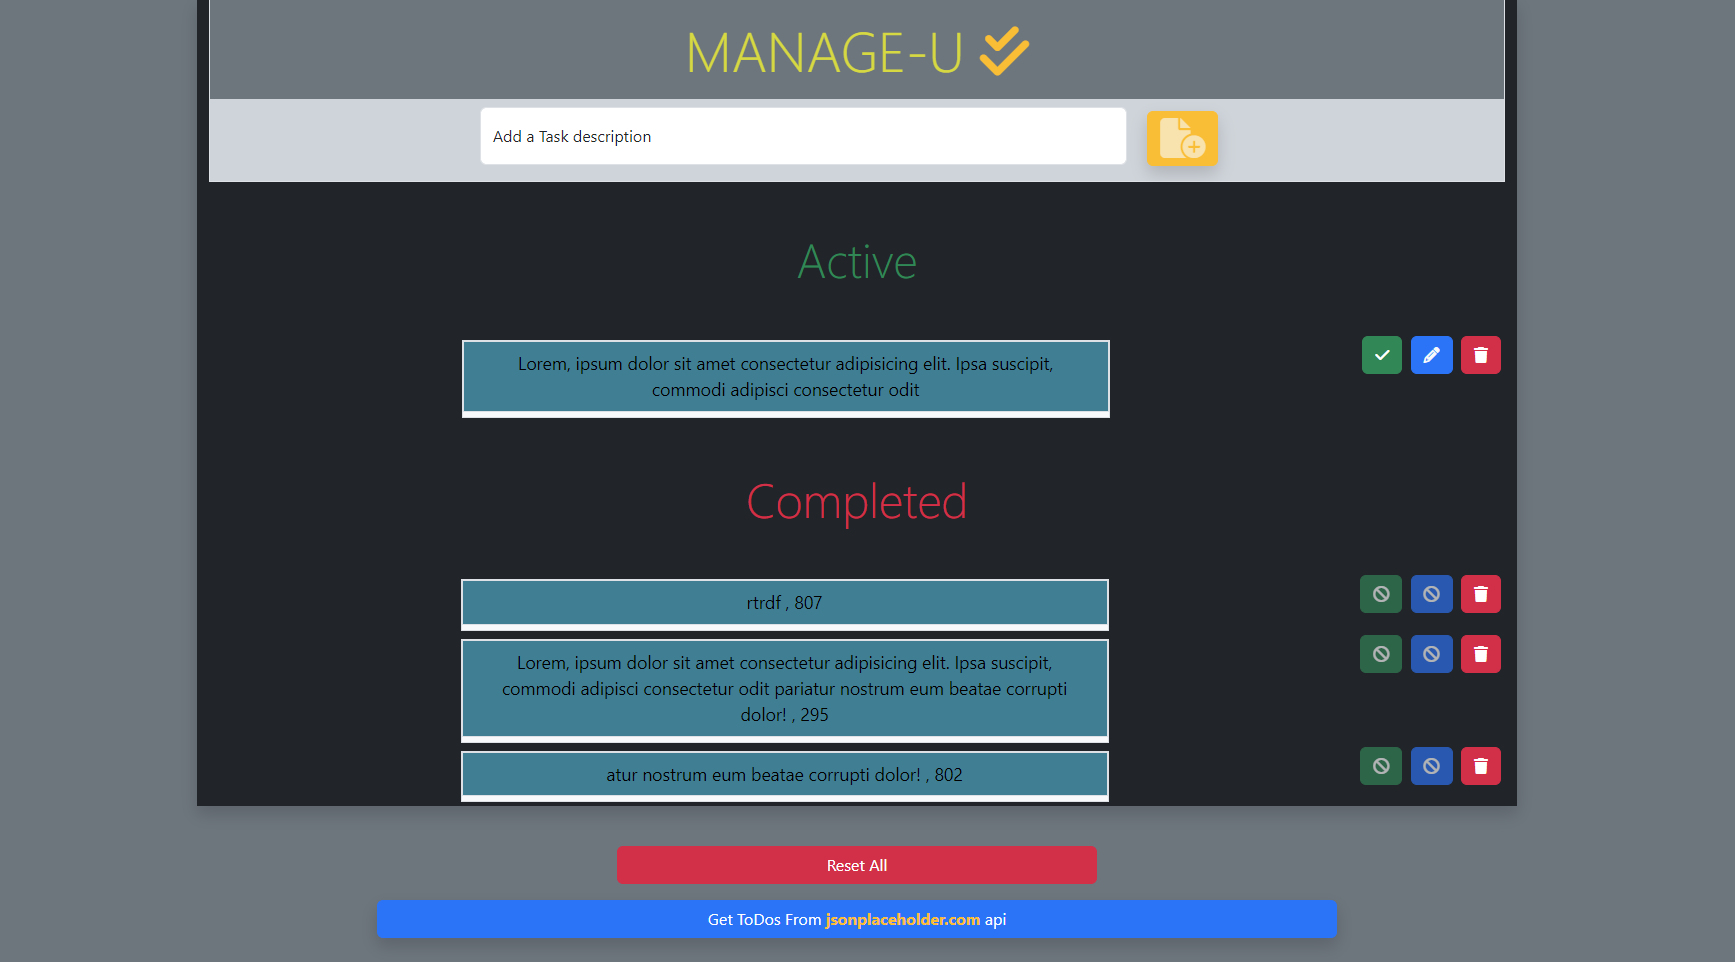 MANAGE-U
Add a Task description
Active
Lorem, ipsum dolor sit amet consectetur adipisicing elit. Ipsa suscipit,
commodi adipisci consectetur odit
Completed
rtrdf , 807
Lorem, ipsum dolor sit amet consectetur adipisicing elit. Ipsa suscipit,
commodi adipisci consectetur odit pariatur nostrum eum beatae corrupti
dolor! , 295
atur nostrum eum beatae corrupti dolor! , 802
Reset All
Get ToDos From jsonplaceholder.com api